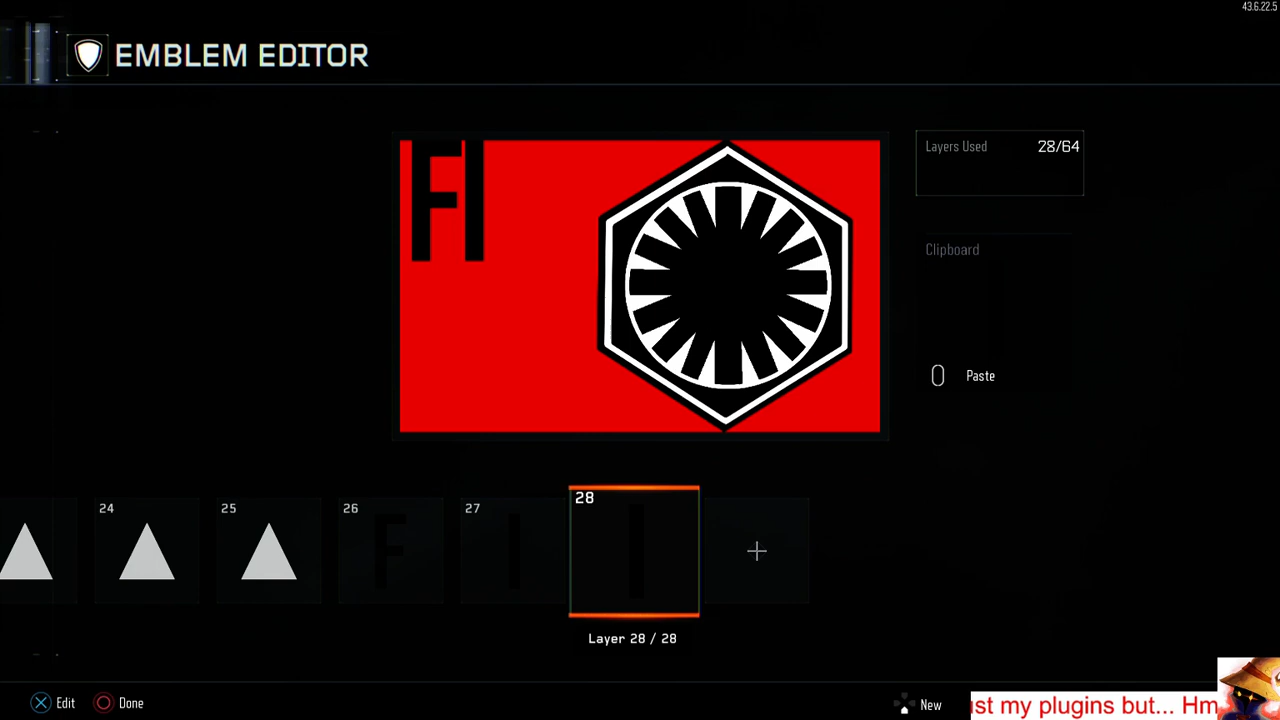 43.6.22.5
EMBLEM EDITOR
Layers Used 28/64
FI
Clipboard
Paste
24 25 26 27 28
F I I
Layer 28 / 28
Edit Done New
st my plugins but... Hm